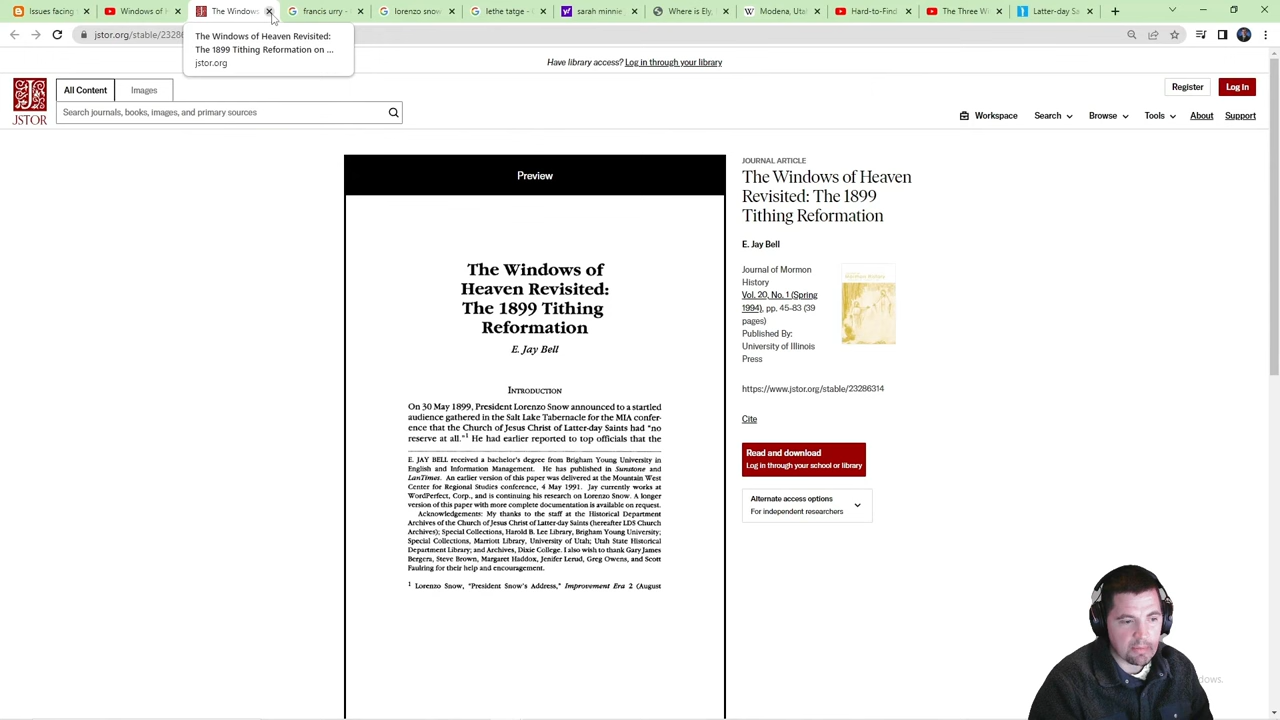 Issue findin
Windows of
The Windows
francis urry -
lorenzo snow
lethe tatge -
sarah minne
Where is Gly
Modena, Uta
The Windows of Heaven Revisited:
The 1899 Tithing Reformation on ...
jstor.org
jstor.org/stable/232
Have library access? Log in through your library
All Content
Images
Register
Log in
JSTOR
Search journals, books, images, and primary sources
Workspace
Search
Browse
Tools
About
Support
Preview
The Windows of
Heaven Revisited:
The 1899 Tithing
Reformation
E. Jay Bell
INTRODUCTION
On 30 May 1899, President Lorenzo Snow announced to a startled
audience gathered in the Salt Lake Tabernacle for the MIA confer-
ence that the Church of Jesus Christ of Latter-day Saints had "no
reserve at all."1 He had earlier reported to top officials that the
E. JAY BELL received a bachelor's degree from Brigham Young University in
English and Information Management. He has published in Sunstone and
LanTimes. An earlier version of this paper was delivered at the Mountain West
Center for Regional Studies conference, 4 May 1991. Jay currently works at
WordPerfect, Corp., and is continuing his research on Lorenzo Snow. A longer
version of this paper with more complete documentation is available on request.
Acknowledgements: My thanks to the staff at the Historical Department
Archives of the Church of Jesus Christ of Latter-day Saints (hereafter LDS Church
Archives); Special Collections, Harold B. Lee Library, Brigham Young University;
Special Collections, Marriott Library, University of Utah; Utah State Historical
Department Library; and Archives, Dixie College. I also wish to thank Gary James
Bergera, Steve Brown, Margaret Haddox, Jenifer Lerud, Greg Owens, and Scott
Faulring for their help and encouragement.
1 Lorenzo Snow, "President Snow's Address," Improvement Era 2 (August
JOURNAL ARTICLE
The Windows of Heaven
Revisited: The 1899
Tithing Reformation
E. Jay Bell
Journal of Mormon
History
Vol. 20, No. 1 (Spring
1994), pp. 45-83 (39
pages)
Published By:
University of Illinois
Press
https://www.jstor.org/stable/23286314
Cite
Read and download
Log in through your school or library
Alternate access options
For independent researchers
dows.